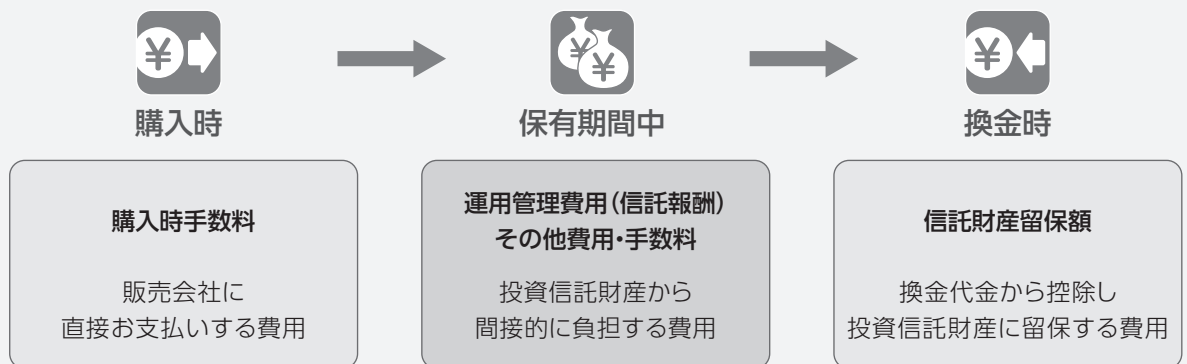 購入時
購入時手数料
販売会社に
直接お支払いする費用
保有期間中
運用管理費用(信託報酬)
その他費用・手数料
投資信託財産から
間接的に負担する費用
換金時
信託財産留保額
換金代金から控除し
投資信託財産に留保する費用